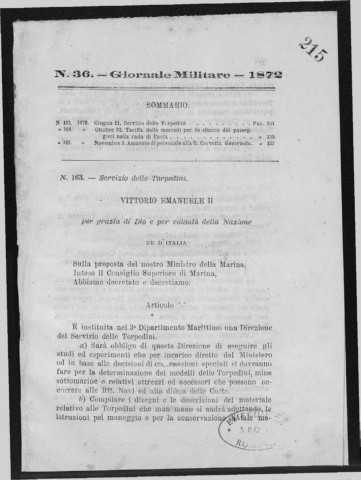 215
N. 36. — Giornale Militare — 1872
SOMMARIO.
N. 163. 1872. Giugno 21. Servizio delle Torpedini . . . . . . . . Pag. 351
» » Ottobre 22. Tariffa delle mercedi per lo sbarco dei passeg-
gieri nella rada di Paola . . . . . . . . »
» » Novembre 3. Aumento di personale alla R. Corvetta Governolo. . »
N. 163. — Servizio delle Torpedini.
VITTORIO EMANUELE II
per grazia di Dio e per volontà della Nazione
RE D'ITALIA
Sulla proposta del nostro Ministro della Marina,
Inteso il Consiglio Superiore di Marina,
Abbiamo decretato e decretiamo:
Articolo
È instituita nel 3° Dipartimento Marittimo una Direzione
del Servizio delle Torpedini.
a) Sarà obbligo di questa Direzione di eseguire gli
studi ed esperimenti che per incarico diretto del Ministero
od in base alle decisioni di commissioni speciali si dovranno
fare per la determinazione dei modelli delle Torpedini, mine
sottomarine e relativi attrezzi ed accessori che possono oc-
correre alle RR. Navi ed alla difesa delle Coste.
b) Compilare i disegni e le descrizioni del materiale
relativo alle Torpedini che man mano si andrà adottando, le
Istruzioni pel maneggio e per la conservazione di tale ma-